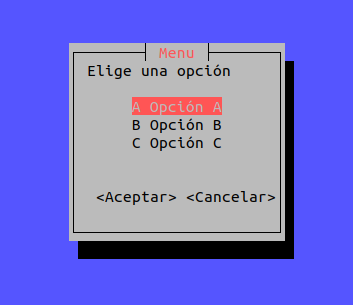 Menu
Elige una opción
A Opción A
B Opción B
C Opción C
<Aceptar> <Cancelar>